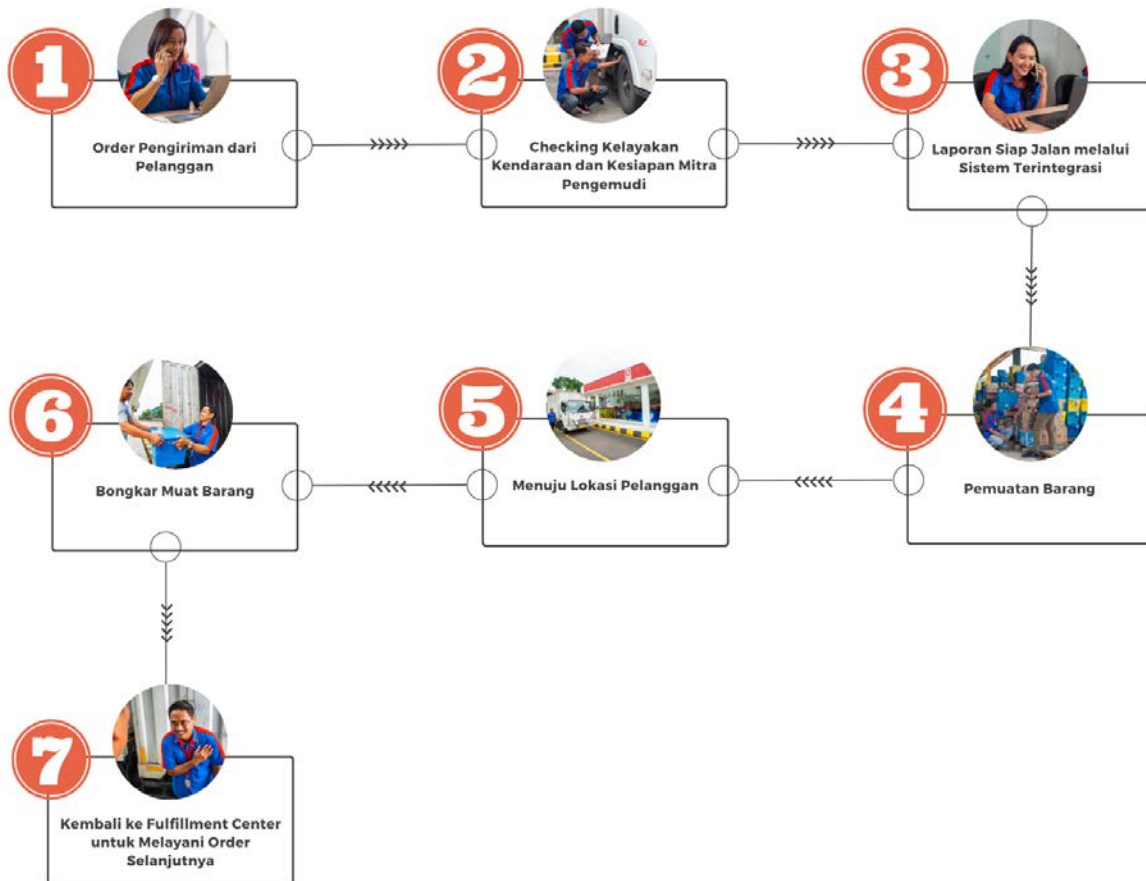 1
Order Pengiriman dari
Pelanggan
2
Checking Kelayakan
Kendaraan dan Kesiapan Mitra
Pengemudi
3
Laporan Siap Jalan melalui
Sistem Terintegrasi
4
Pemuatan Barang
5
Menuju Lokasi Pelanggan
6
Bongkar Muat Barang
7
Kembali ke Fulfillment Center
untuk Melayani Order
Selanjutnya